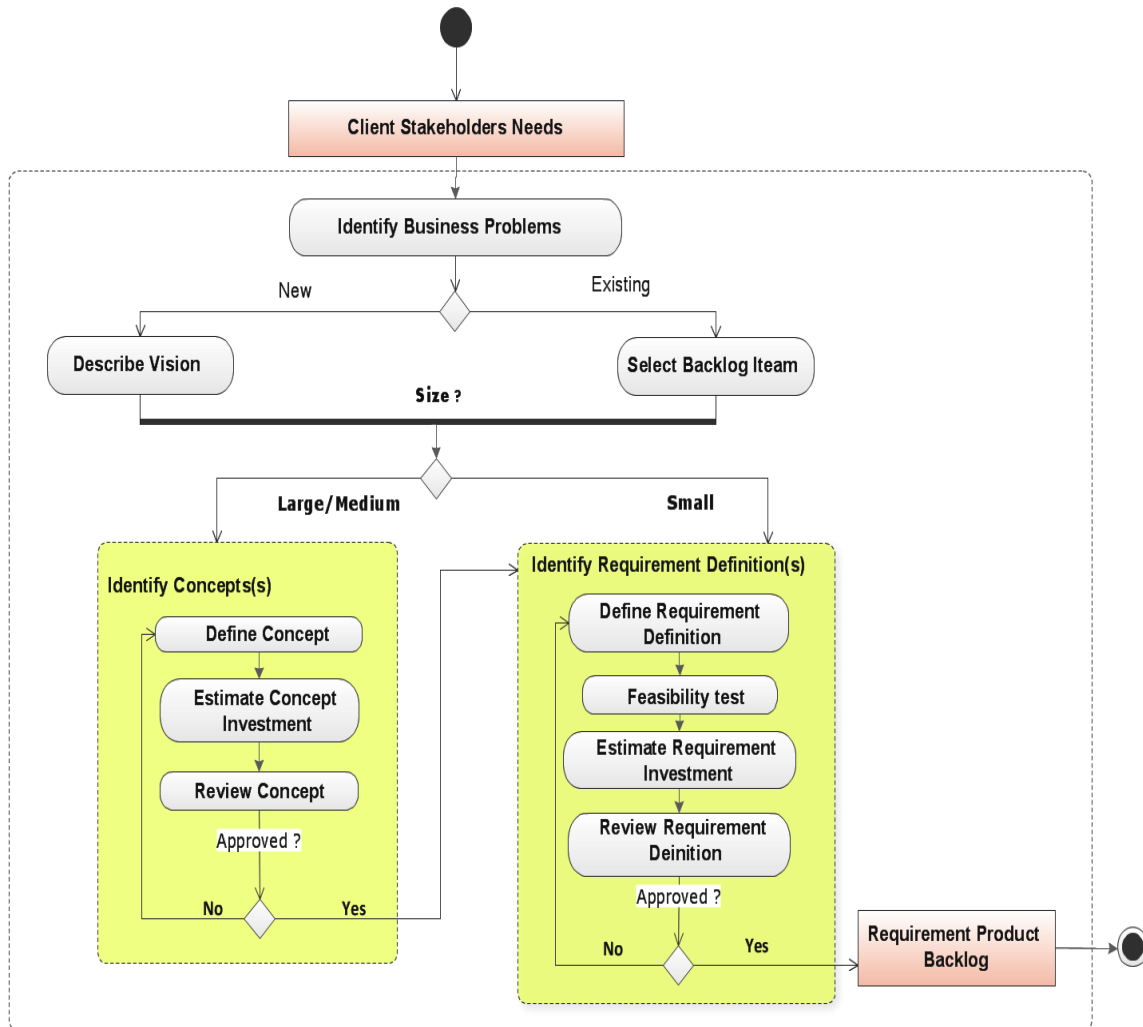 Client Stakeholders Needs
Identify Business Problems
New
Existing
Describe Vision
Select Backlog Iteam
Size ?
Large/Medium
Small
Identify Concepts(s)
Define Concept
Estimate Concept
Investment
Review Concept
Approved ?
No
Yes
Identify Requirement Definition(s)
Define Requirement
Definition
Feasibility test
Estimate Requirement
Investment
Review Requirement
Deinition
Approved ?
No
Yes
Requirement Product
Backlog